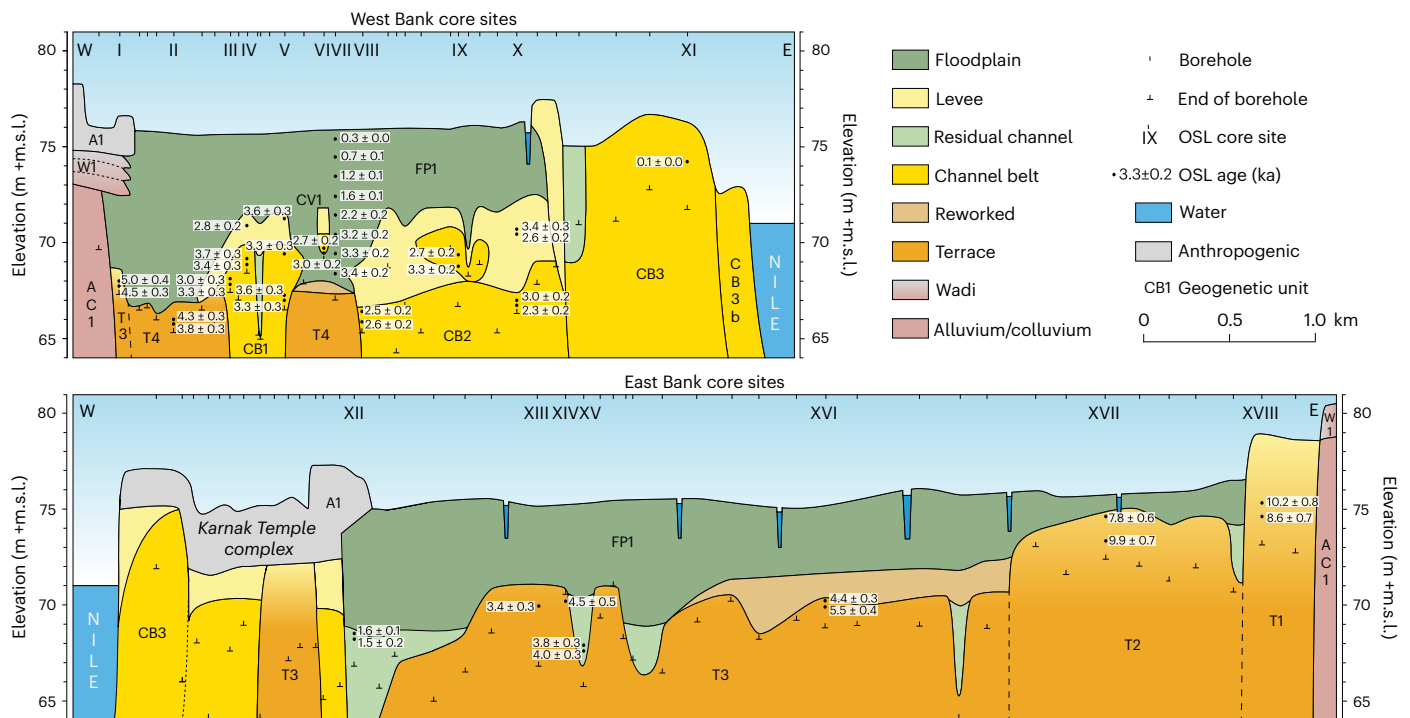 West Bank core sites
80
W I II III IV V VI VII VIII IX X XI E
80
75
75
70
70
65
65
Elevation (m +m.s.l.)
Elevation (m +m.s.l.)
A1
W1
AC1
T3
T4
CB1
T4
CV1
FP1
CB2
CB3
CB3b
NILE
5.0 ± 0.4
4.5 ± 0.3
4.3 ± 0.3
3.8 ± 0.3
2.8 ± 0.2
3.7 ± 0.3
3.4 ± 0.3
3.0 ± 0.3
3.3 ± 0.3
3.6 ± 0.3
3.3 ± 0.3
3.6 ± 0.3
3.3 ± 0.3
2.7 ± 0.2
3.0 ± 0.2
0.3 ± 0.0
0.7 ± 0.1
1.2 ± 0.1
1.6 ± 0.1
2.2 ± 0.2
3.2 ± 0.2
3.3 ± 0.2
3.4 ± 0.2
2.5 ± 0.2
2.6 ± 0.2
2.7 ± 0.2
3.3 ± 0.2
3.4 ± 0.3
2.6 ± 0.2
3.0 ± 0.2
2.3 ± 0.2
0.1 ± 0.0
Floodplain
Levee
Residual channel
Channel belt
Reworked
Terrace
Wadi
Alluvium/colluvium
Borehole
End of borehole
IX OSL core site
3.3±0.2 OSL age (ka)
Water
Anthropogenic
CB1 Geogenetic unit
0 0.5 1.0 km
East Bank core sites
80
W XII XIII XIV XV XVI XVII XVIII E
80
75
75
70
70
65
65
Elevation (m +m.s.l.)
Elevation (m +m.s.l.)
NILE
CB3
Karnak Temple
complex
A1
T3
FP1
T3
T2
T1
W1
AC1
1.6 ± 0.1
1.5 ± 0.2
3.4 ± 0.3
4.5 ± 0.5
3.8 ± 0.3
4.0 ± 0.3
4.4 ± 0.3
5.5 ± 0.4
7.8 ± 0.6
9.9 ± 0.7
10.2 ± 0.8
8.6 ± 0.7